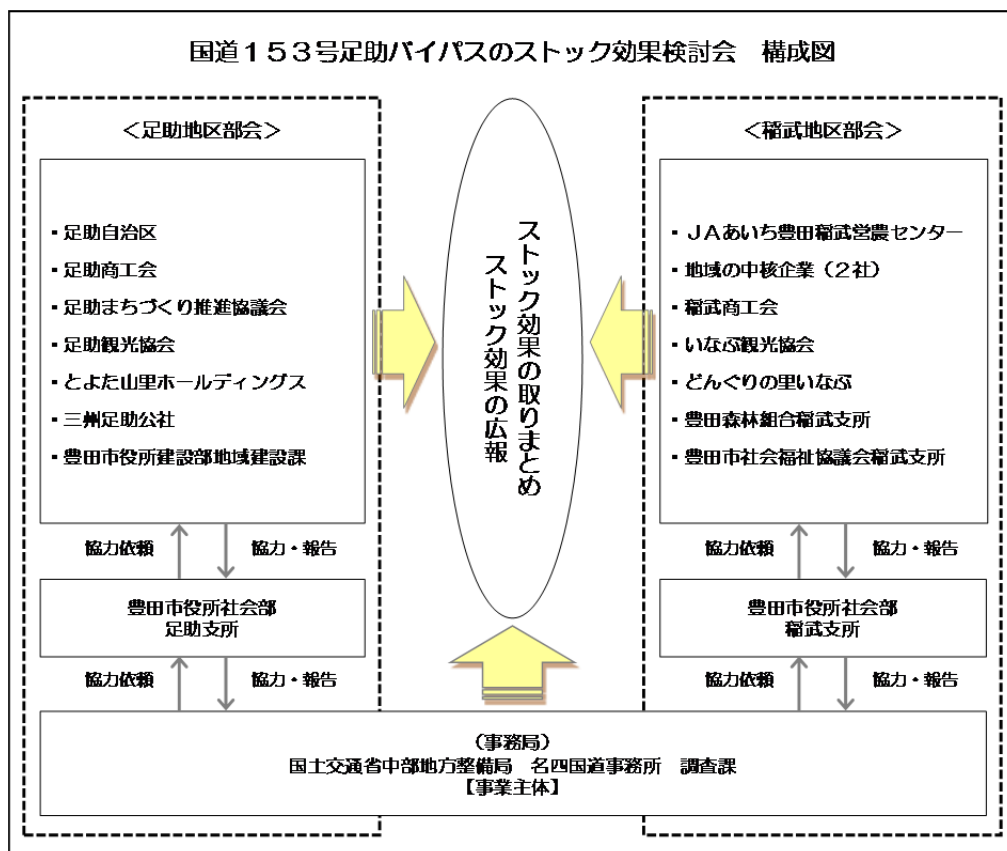 国道１５３号足助バイパスのストック効果検討会　構成図
＜足助地区部会＞
・足助自治区
・足助商工会
・足助まちづくり推進協議会
・足助観光協会
・とよた山里ホールディングス
・三州足助公社
・豊田市役所建設部地域建設課
協力依頼
協力・報告
豊田市役所社会部
足助支所
協力依頼
協力・報告
ストック効果の取りまとめ
ストック効果の広報
＜稲武地区部会＞
・ＪＡあいち豊田稲武営農センター
・地域の中核企業（２社）
・稲武商工会
・いなぶ観光協会
・どんぐりの里いなぶ
・豊田森林組合稲武支所
・豊田市社会福祉協議会稲武支所
協力依頼
協力・報告
豊田市役所社会部
稲武支所
協力依頼
協力・報告
（事務局）
国土交通省中部地方整備局　名四国道事務所　調査課
【事業主体】